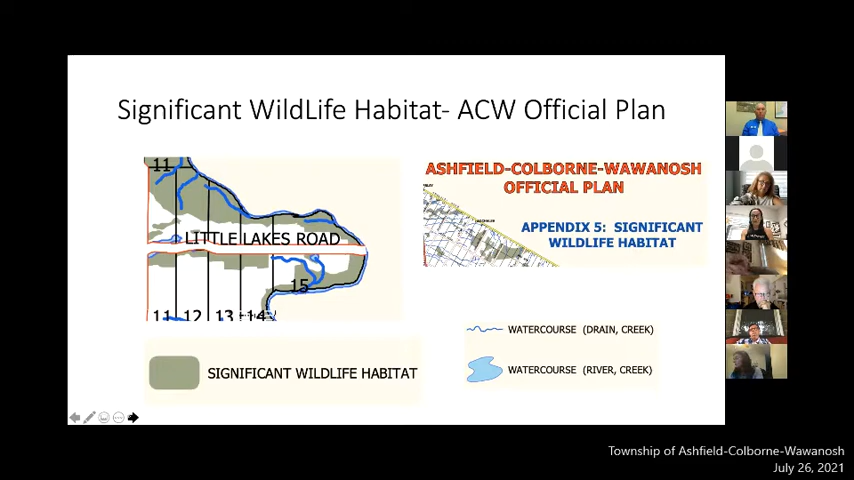 Significant WildLife Habitat- ACW Official Plan
11
LITTLE LAKES ROAD
15
11 12 13 14
ASHFIELD-COLBORNE-WAWANOSH
OFFICIAL PLAN
APPENDIX 5: SIGNIFICANT
WILDLIFE HABITAT
WATERCOURSE (DRAIN, CREEK)
WATERCOURSE (RIVER, CREEK)
SIGNIFICANT WILDLIFE HABITAT
Township of Ashfield-Colborne-Wawanosh
July 26, 2021